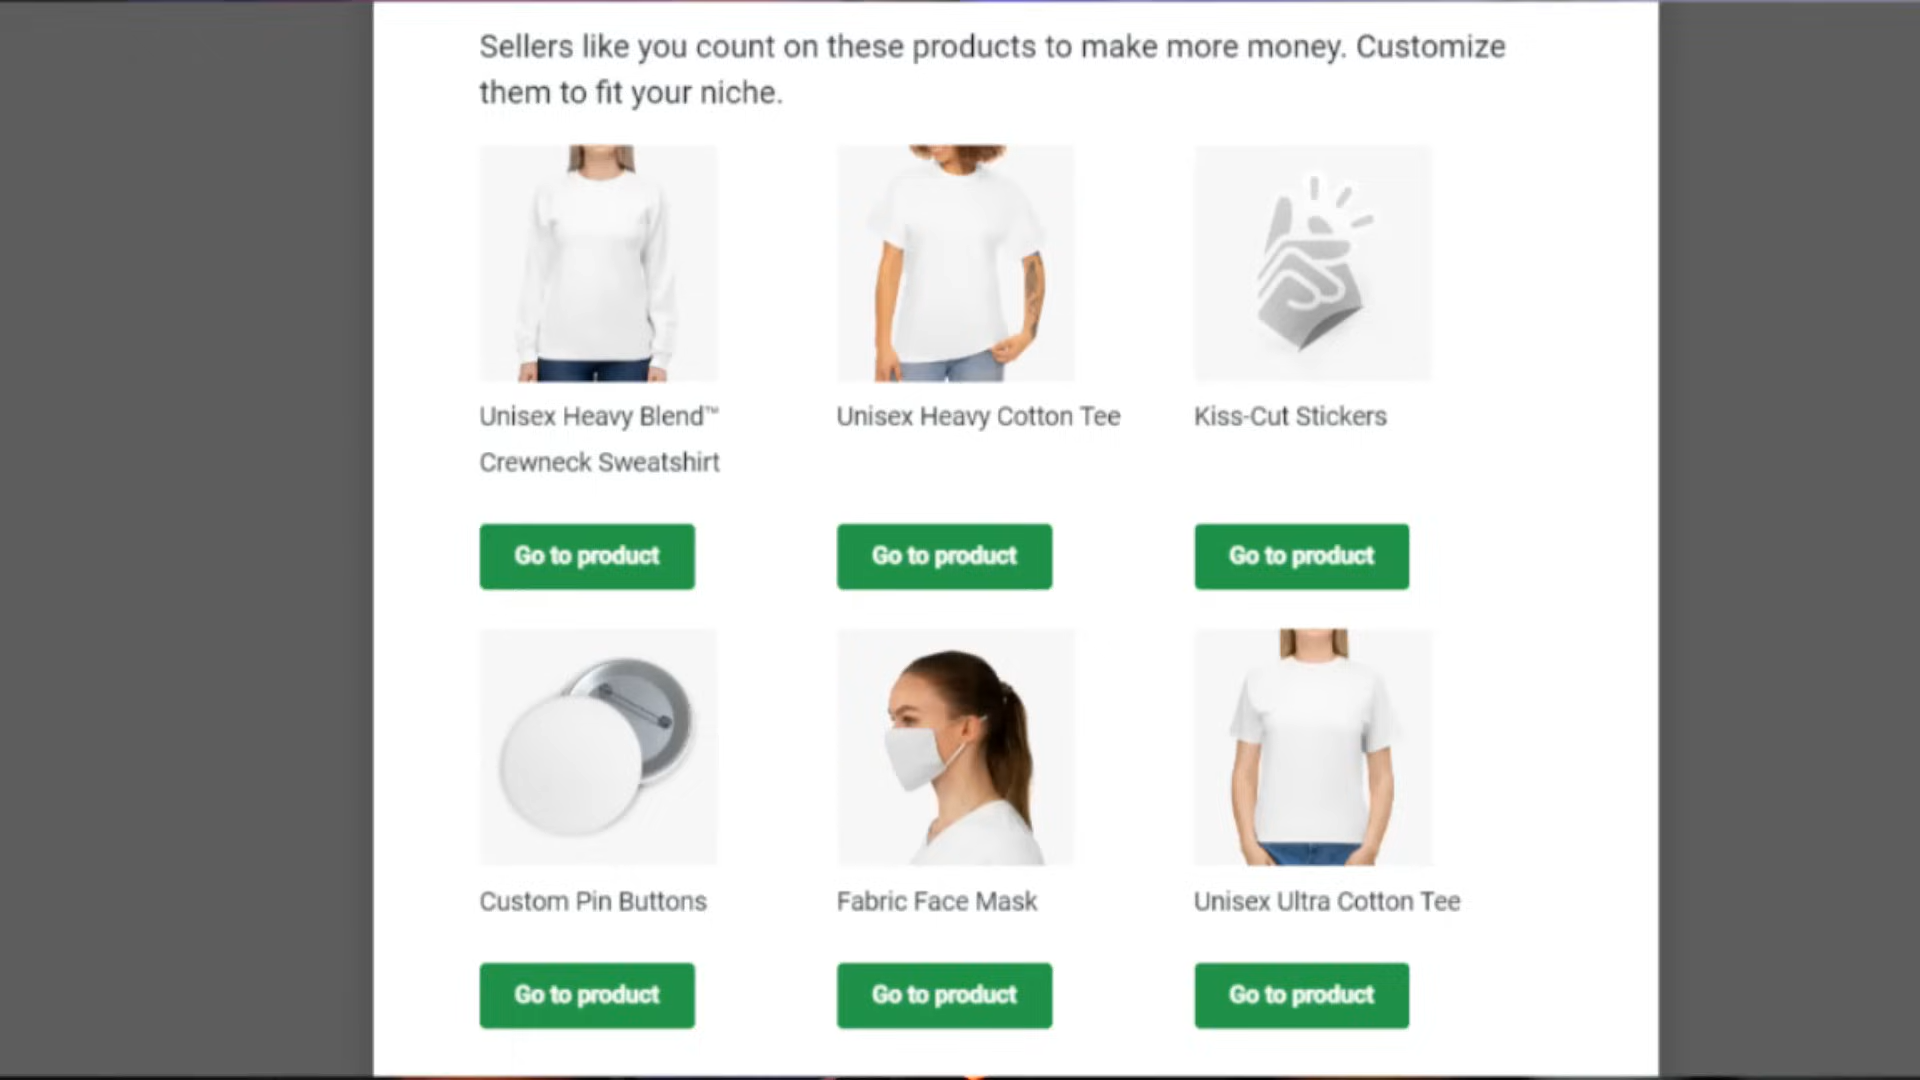 Sellers like you count on these products to make more money. Customize
them to fit your niche.
Unisex Heavy Blend™
Crewneck Sweatshirt
Unisex Heavy Cotton Tee
Kiss-Cut Stickers
Go to product
Go to product
Go to product
Custom Pin Buttons
Fabric Face Mask
Unisex Ultra Cotton Tee
Go to product
Go to product
Go to product